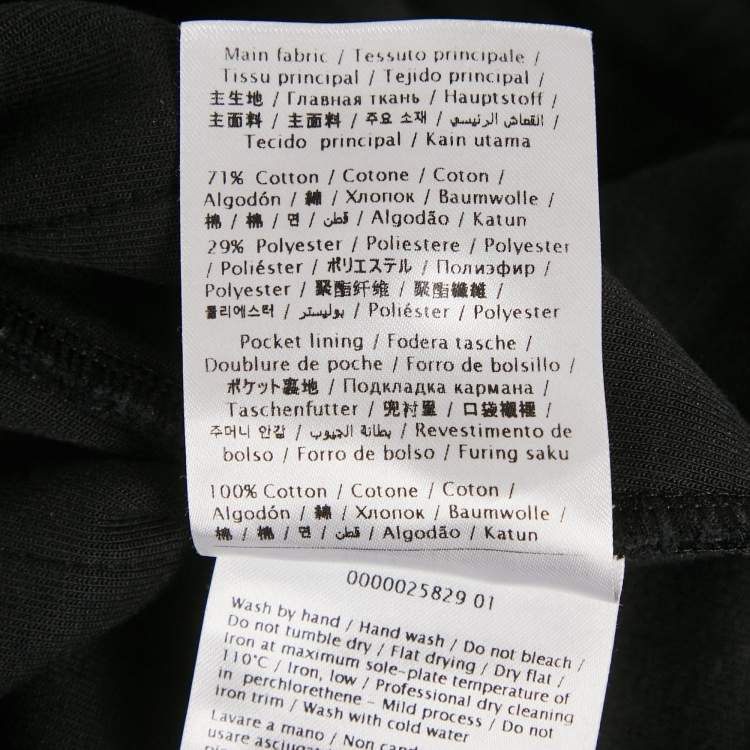 Main fabric / Tessuto principale /
Tissu principal / Tejido principal /
主生地 / Главная ткань / Hauptstoff /
主面料 / 主面料 / 주요 소재 / القماش الرئيسي /
Tecido principal / Kain utama
71% Cotton / Cotone / Coton /
Algodón / 綿 / Хлопок / Baumwolle /
棉 / 棉 / 면 / قطن / Algodão / Katun
29% Polyester / Poliestere / Polyester
/ Poliéster / ポリエステル / Полиэфир /
Polyester / 聚酯纤维 / 聚酯纖維 /
폴리에스터 / بوليستر / Poliéster / Polyester
Pocket lining / Fodera tasche /
Doublure de poche / Forro de bolsillo /
ポケット裏地 / Подкладка кармана /
Taschenfutter / 兜衬里 / 口袋襯裡 /
주머니 안감 / بطانة الجيوب / Revestimento de
bolso / Forro de bolso / Furing saku
100% Cotton / Cotone / Coton /
Algodón / 綿 / Хлопок / Baumwolle /
棉 / 棉 / 면 / قطن / Algodão / Katun
0000025829 01
Wash by hand / Hand wash / Do not bleach /
Do not tumble dry / Flat drying / Dry flat /
Iron at maximum sole-plate temperature of
110°C / Iron, low / Professional dry cleaning
in perchlorethene - Mild process / Do not
iron trim / Wash with cold water
Lavare a mano / Non cand
usare asciugat